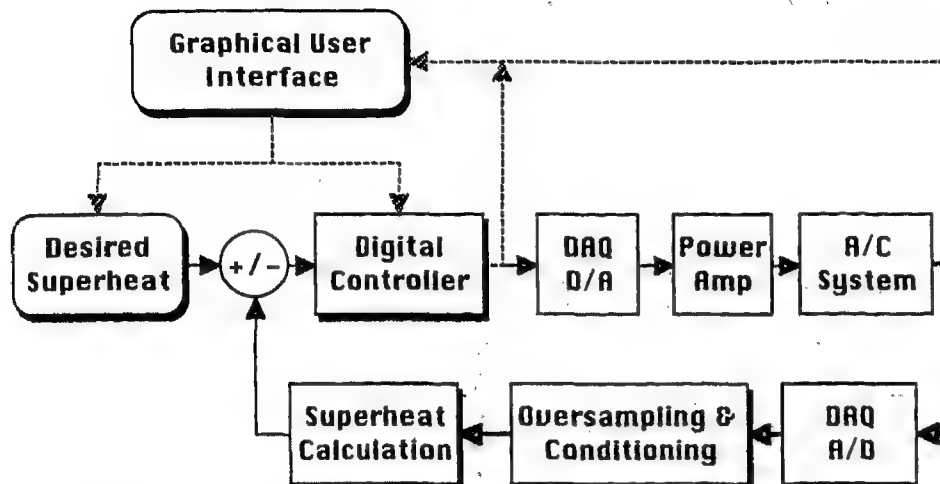 Graphical User
Interface
Desired
Superheat
+/-
Digital
Controller
DAQ
D/A
Power
Amp
A/C
System
Superheat
Calculation
Oversampling &
Conditioning
DAQ
A/D